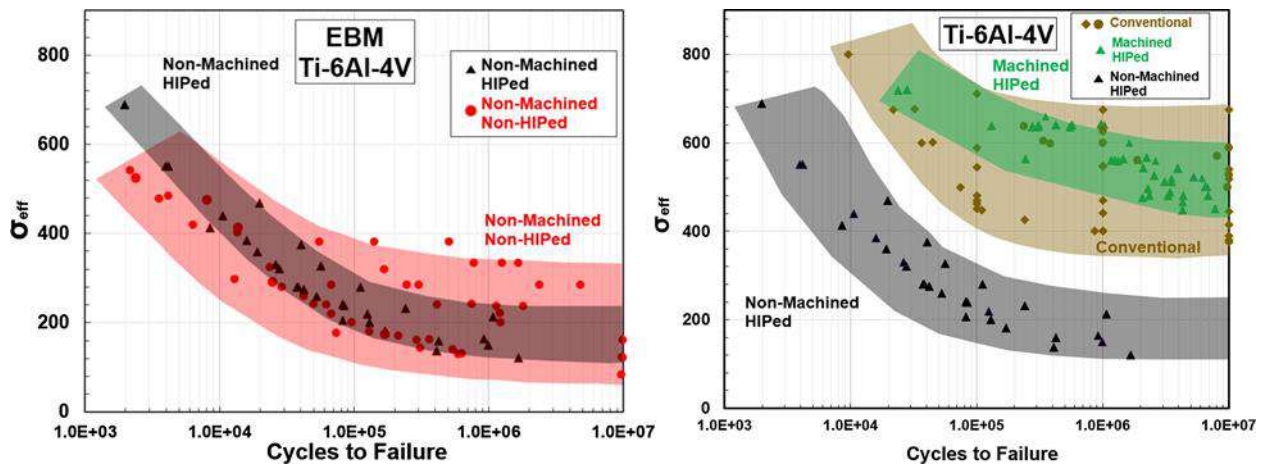 EBM
Ti-6Al-4V
Non-Machined
HIPed
Non-Machined
HIPed
Non-Machined
Non-HIPed
Non-Machined
Non-HIPed
800
600
400
200
0
σeff
1.0E+03 1.0E+04 1.0E+05 1.0E+06 1.0E+07
Cycles to Failure
Ti-6Al-4V
Conventional
Machined
HIPed
Non-Machined
HIPed
Machined
HIPed
Conventional
Non-Machined
HIPed
800
600
400
200
0
σeff
1.0E+03 1.0E+04 1.0E+05 1.0E+06 1.0E+07
Cycles to Failure